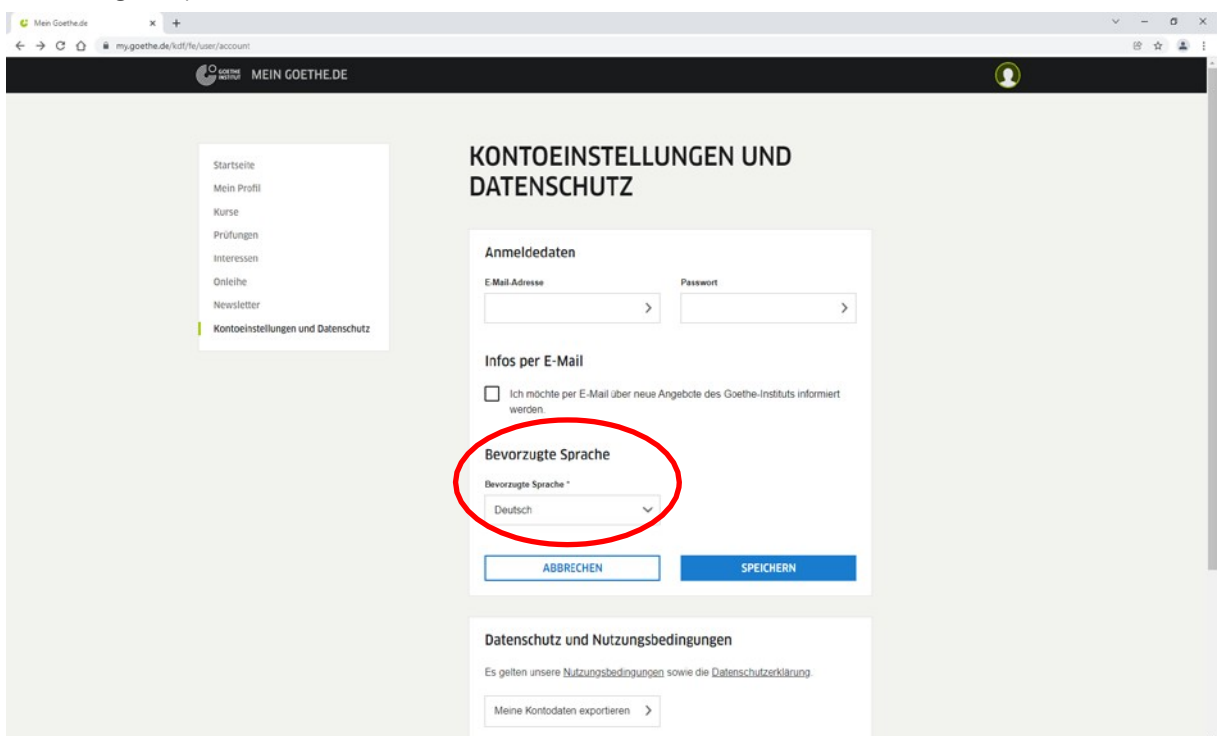 Mein Goethe.de
my.goethe.de/kdf/fe/user/account
GOETHE INSTITUT
MEIN GOETHE.DE
Startseite
Mein Profil
Kurse
Prüfungen
Interessen
Onleihe
Newsletter
Kontoeinstellungen und Datenschutz
KONTOEINSTELLUNGEN UND
DATENSCHUTZ
Anmeldedaten
E-Mail-Adresse
Passwort
Infos per E-Mail
Ich möchte per E-Mail über neue Angebote des Goethe-Instituts informiert
werden.
Bevorzugte Sprache
Bevorzugte Sprache *
Deutsch
ABBRECHEN
SPEICHERN
Datenschutz und Nutzungsbedingungen
Es gelten unsere Nutzungsbedingungen sowie die Datenschutzerklärung.
Meine Kontodaten exportieren